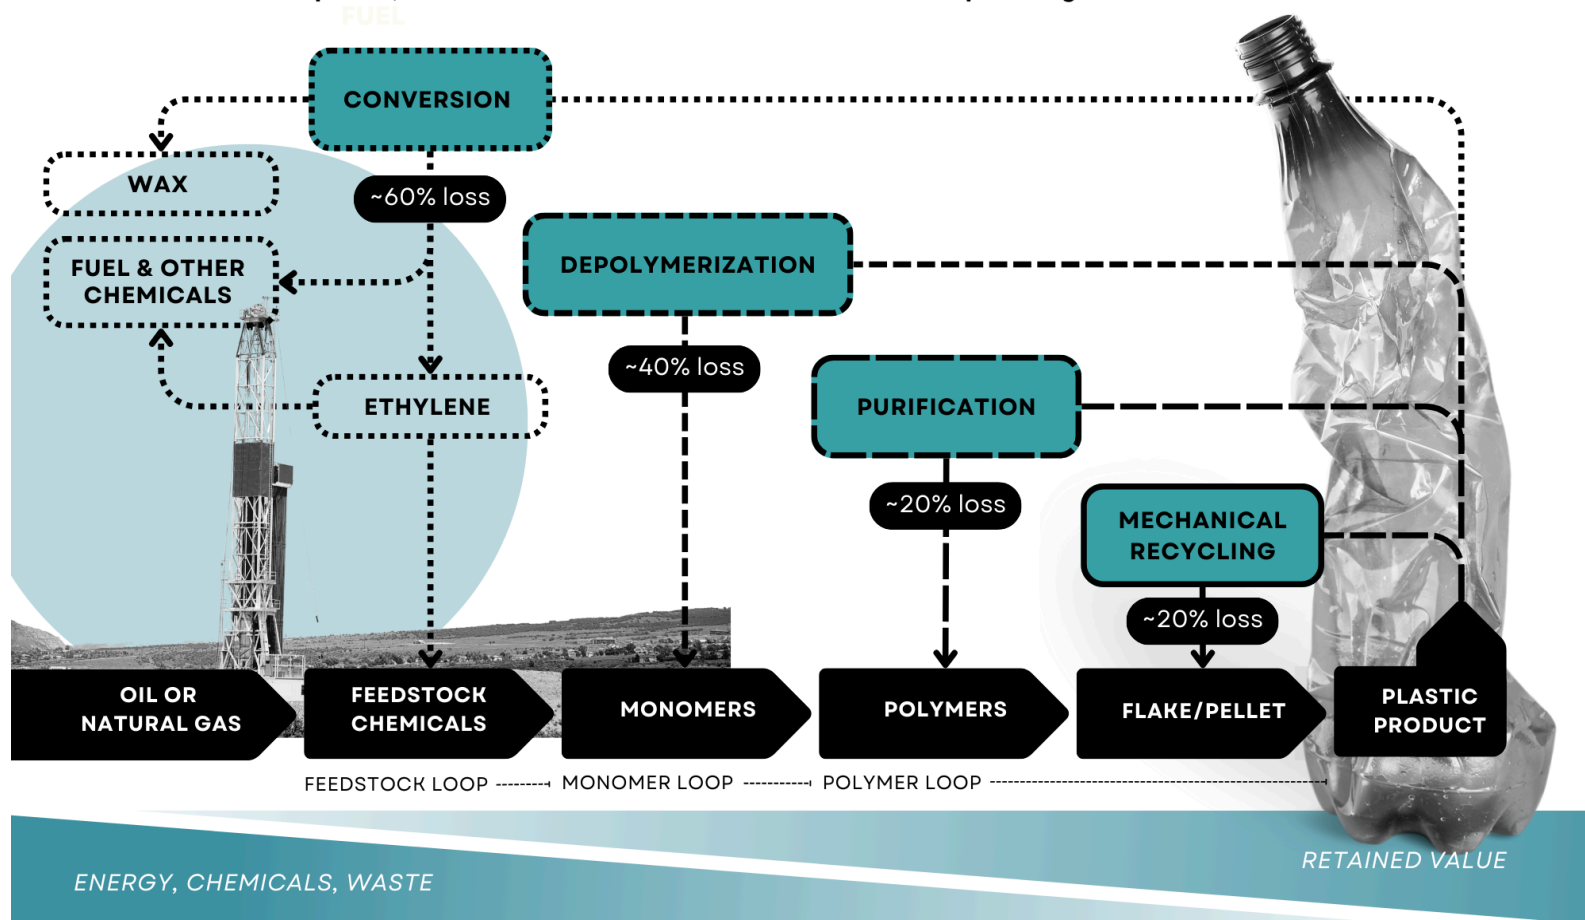 FUEL
CONVERSION
WAX
~60% loss
FUEL & OTHER
CHEMICALS
DEPOLYMERIZATION
~40% loss
ETHYLENE
PURIFICATION
~20% loss
MECHANICAL
RECYCLING
~20% loss
OIL OR
NATURAL GAS
FEEDSTOCK
CHEMICALS
MONOMERS
POLYMERS
FLAKE/PELLET
PLASTIC
PRODUCT
FEEDSTOCK LOOP
MONOMER LOOP
POLYMER LOOP
RETAINED VALUE
ENERGY, CHEMICALS, WASTE